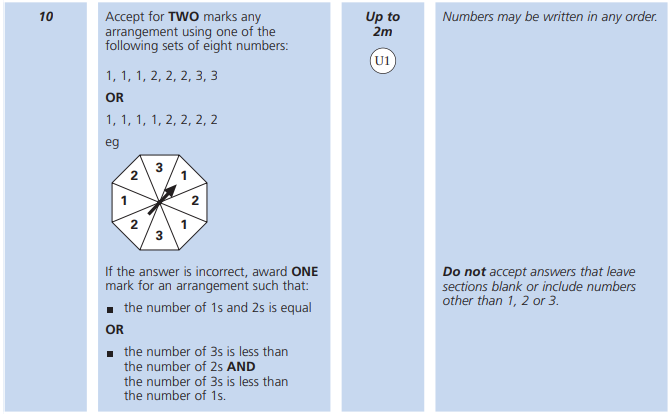 10
Accept for TWO marks any
arrangement using one of the
following sets of eight numbers:
1, 1, 1, 2, 2, 2, 3, 3
OR
1, 1, 1, 1, 2, 2, 2, 2
eg
3
2
1
1
2
2
1
3
If the answer is incorrect, award ONE
mark for an arrangement such that:
■ the number of 1s and 2s is equal
OR
■ the number of 3s is less than
the number of 2s AND
the number of 3s is less than
the number of 1s.
Up to
2m
U1
Numbers may be written in any order.
Do not accept answers that leave
sections blank or include numbers
other than 1, 2 or 3.